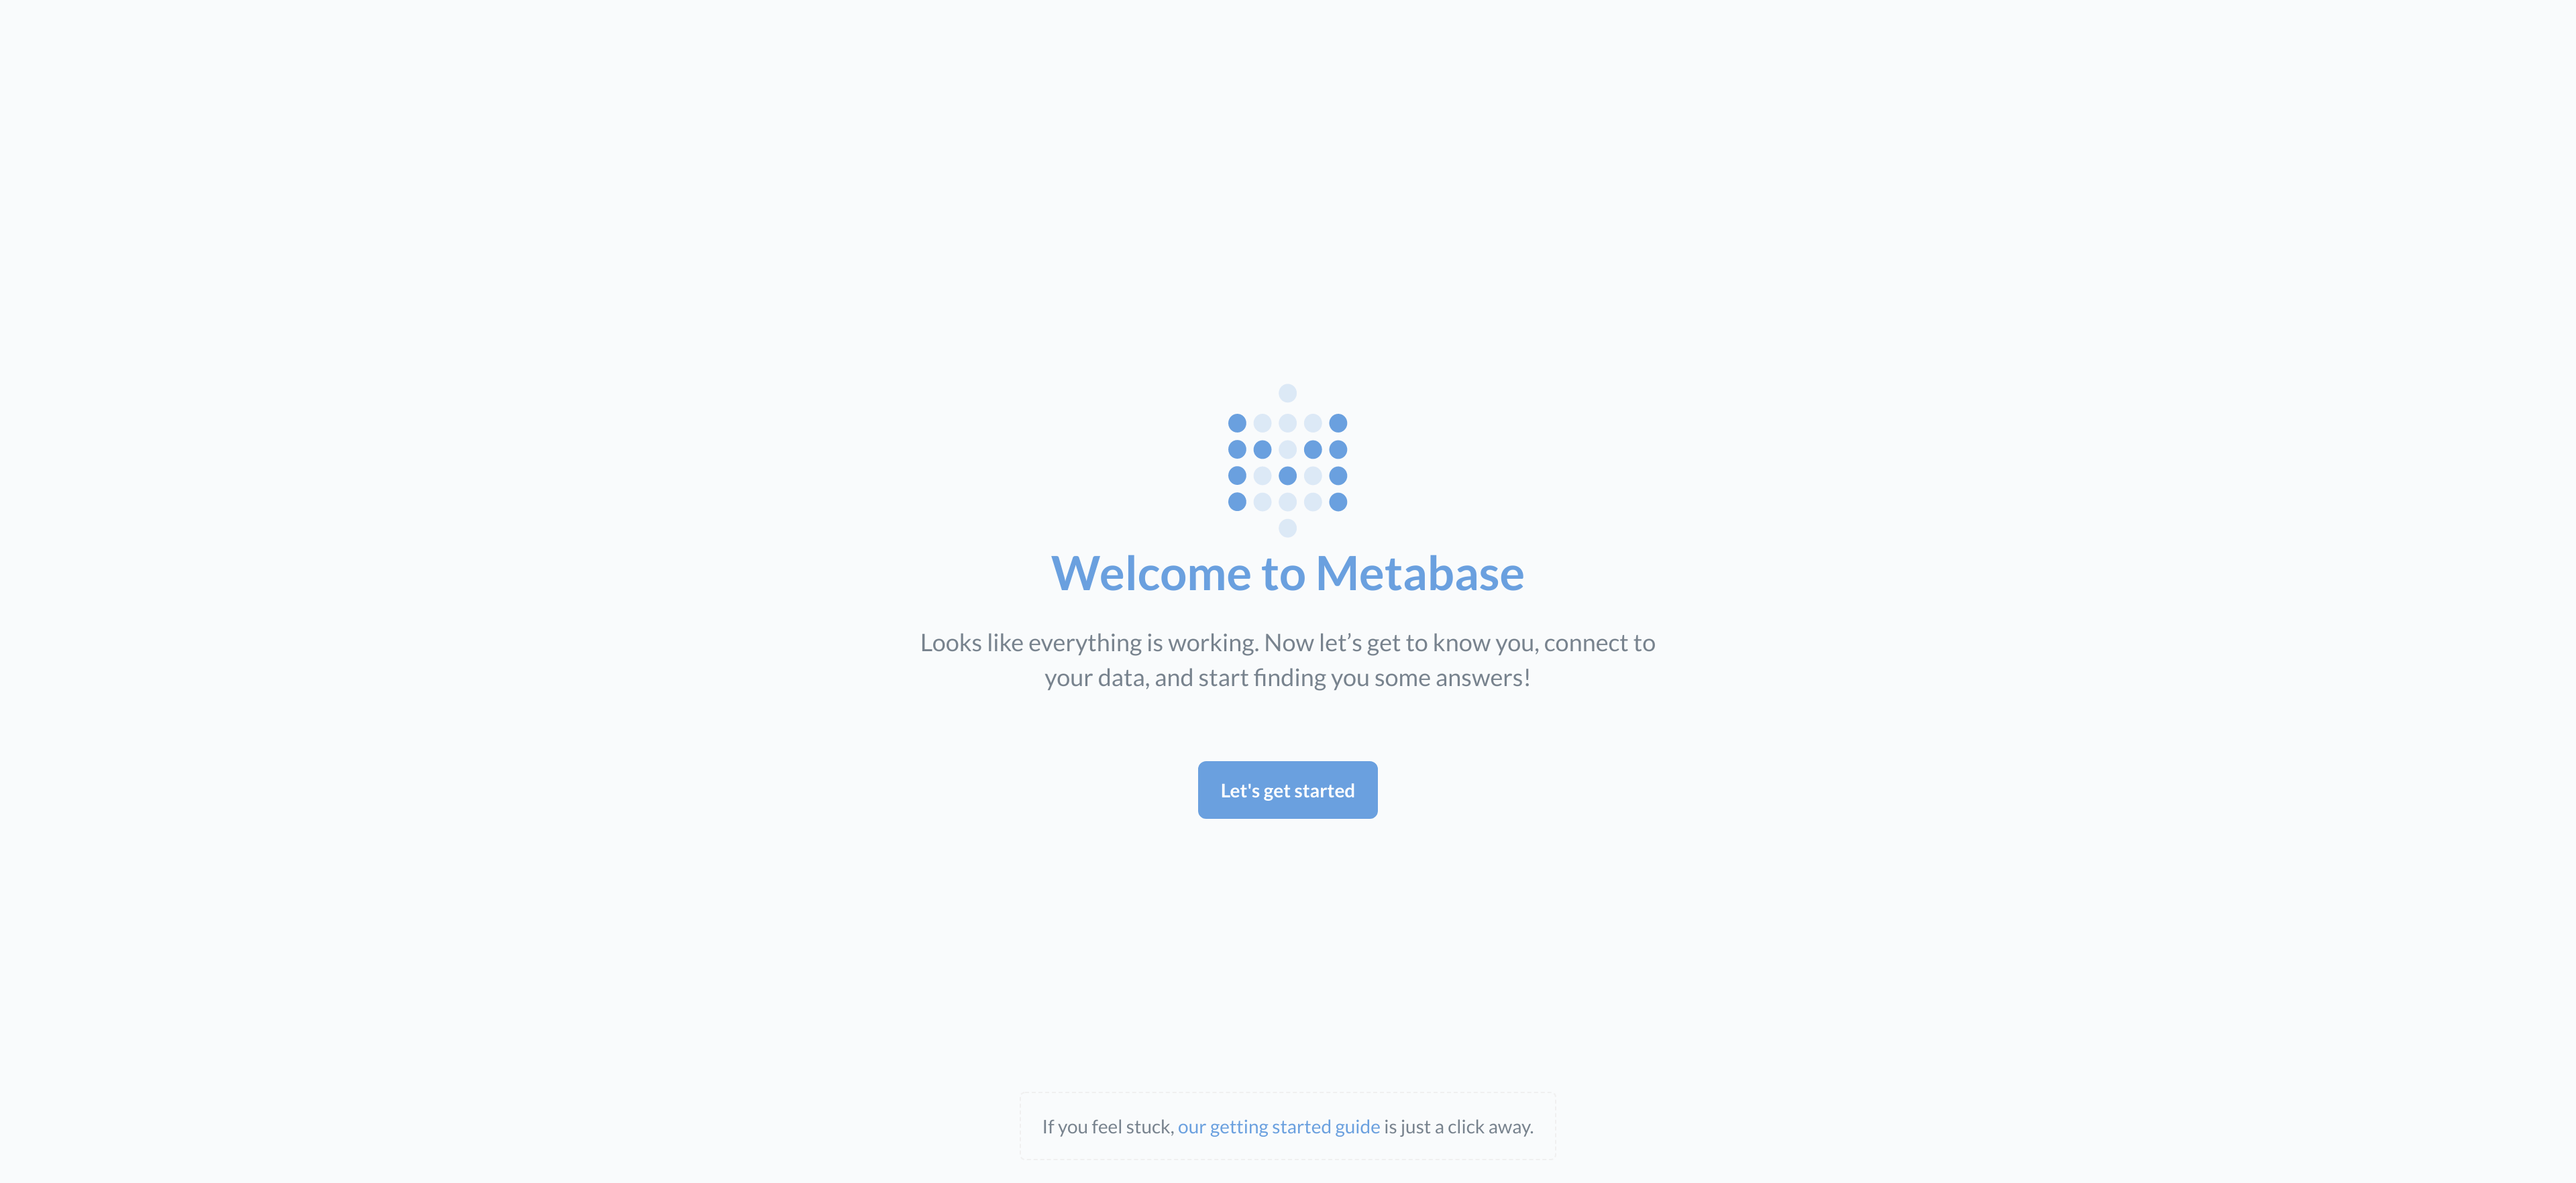 Welcome to Metabase
Looks like everything is working. Now let’s get to know you, connect to
your data, and start finding you some answers!
Let's get started
If you feel stuck, our getting started guide is just a click away.